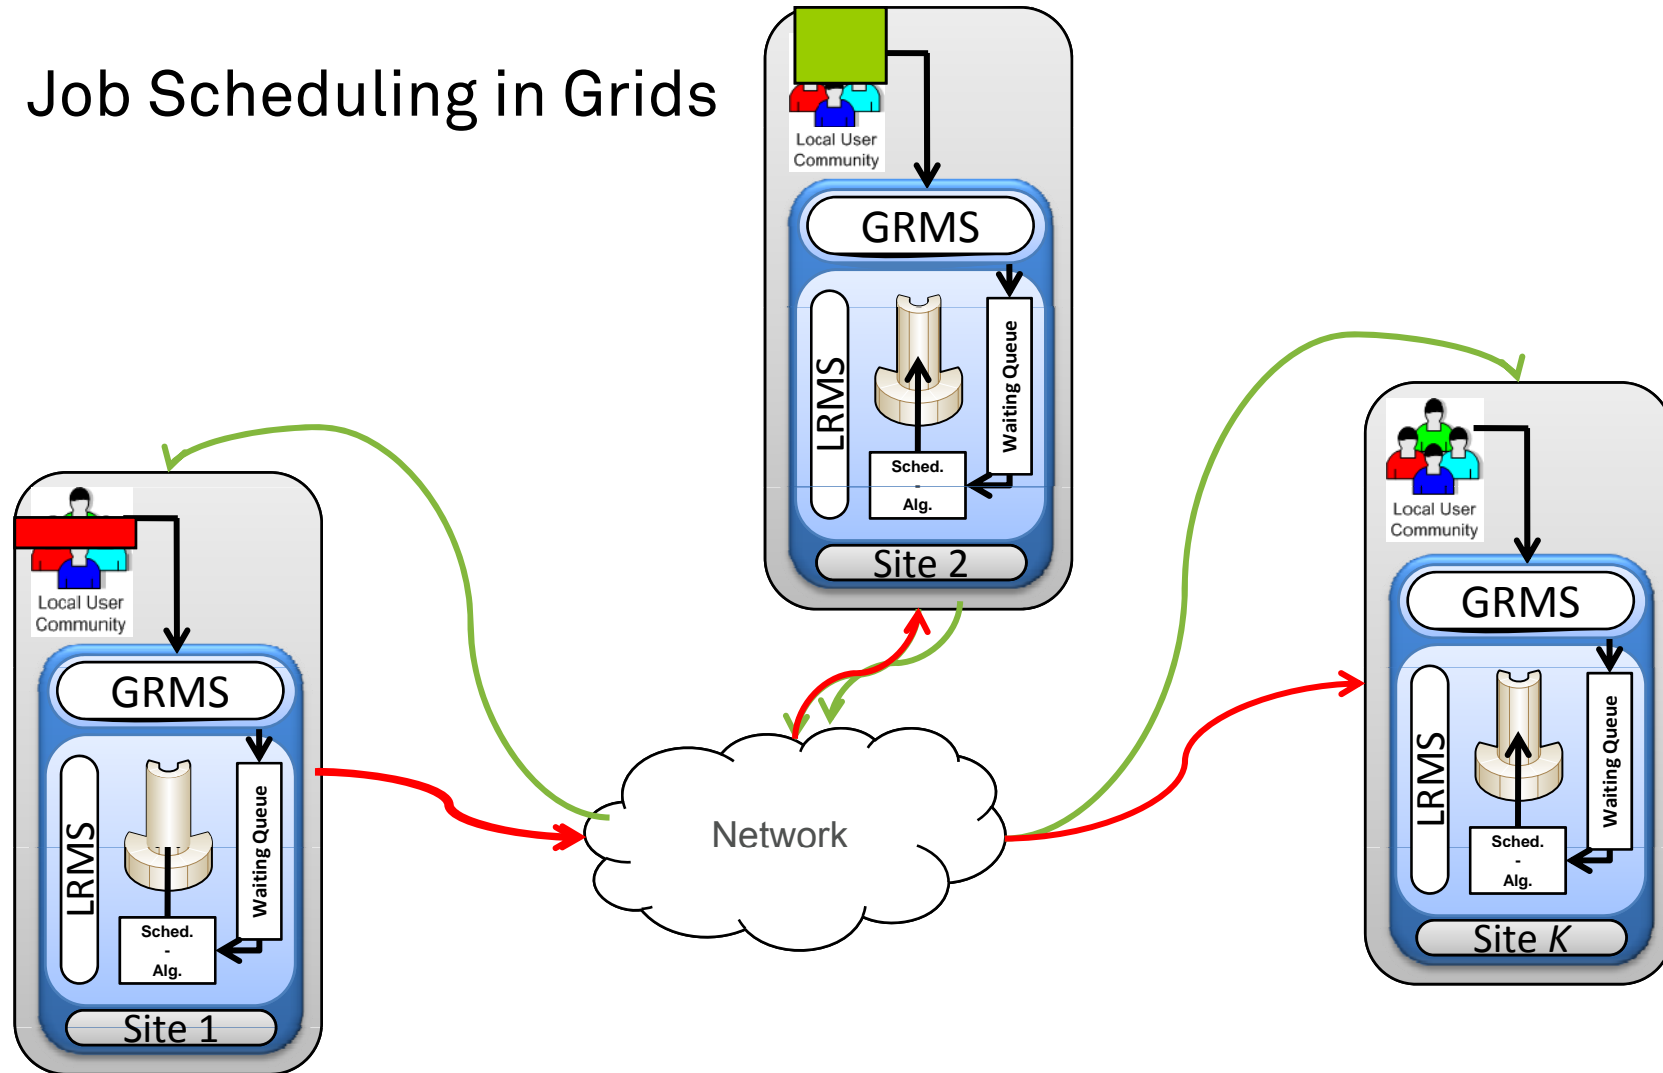 Job Scheduling in Grids
Local User
Community
GRMS
LRMS
Waiting Queue
Sched.
-
Alg.
Site 2
Local User
Community
GRMS
LRMS
Waiting Queue
Sched.
-
Alg.
Site 1
Network
Local User
Community
GRMS
LRMS
Waiting Queue
Sched.
-
Alg.
Site K